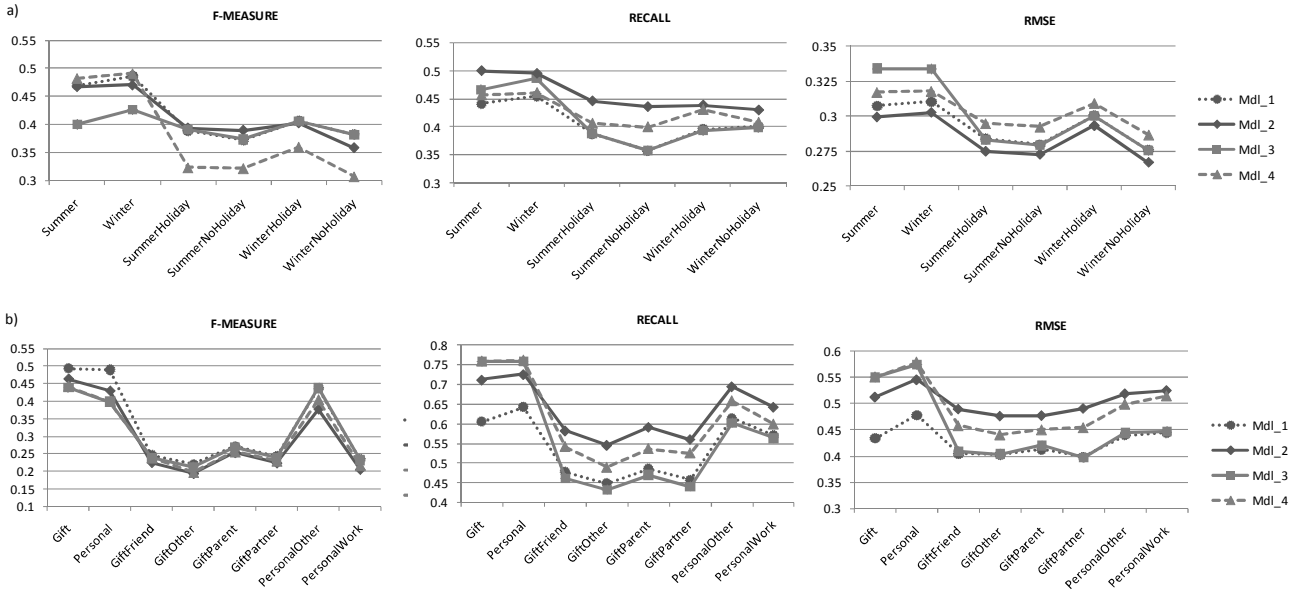 a)
F-MEASURE
0.55
0.5
0.45
0.4
0.35
0.3
Summer
Winter
SummerHoliday
SummerNoHoliday
WinterHoliday
WinterNoHoliday
RECALL
0.55
0.5
0.45
0.4
0.35
0.3
Summer
Winter
SummerHoliday
SummerNoHoliday
WinterHoliday
WinterNoHoliday
RMSE
0.35
0.325
0.3
0.275
0.25
Summer
Winter
SummerHoliday
SummerNoHoliday
WinterHoliday
WinterNoHoliday
Mdl_1
Mdl_2
Mdl_3
Mdl_4
b)
F-MEASURE
0.55
0.5
0.45
0.4
0.35
0.3
0.25
0.2
0.15
0.1
Gift
Personal
GiftFriend
GiftOther
GiftParent
GiftPartner
PersonalOther
PersonalWork
RECALL
0.8
0.75
0.7
0.65
0.6
0.55
0.5
0.45
0.4
Gift
Personal
GiftFriend
GiftOther
GiftParent
GiftPartner
PersonalOther
PersonalWork
RMSE
0.6
0.55
0.5
0.45
0.4
0.35
0.3
Gift
Personal
GiftFriend
GiftOther
GiftParent
GiftPartner
PersonalOther
PersonalWork
Mdl_1
Mdl_2
Mdl_3
Mdl_4